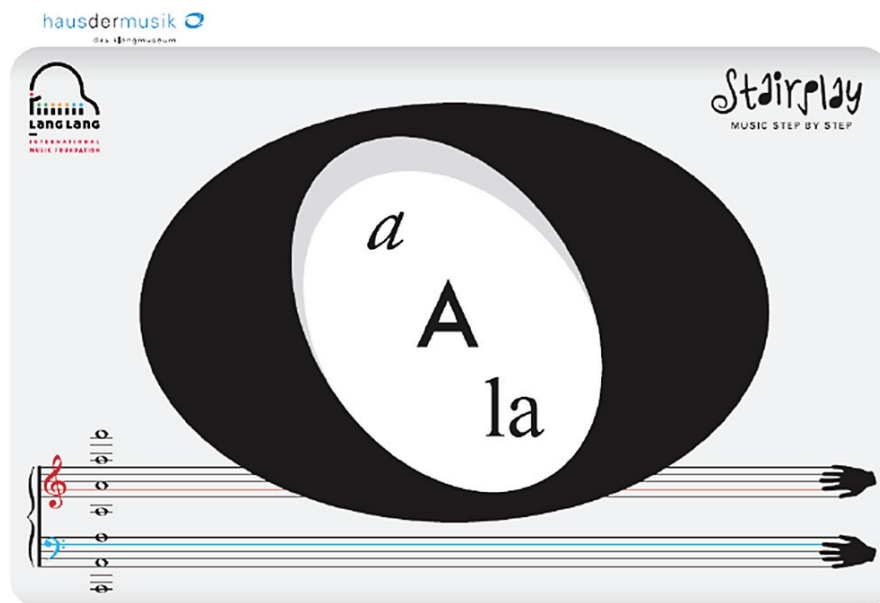 hausdermusik
das klangmuseum
LANG LANG
INTERNATIONAL
MUSIC FOUNDATION
Stairplay
MUSIC STEP BY STEP
a
A
la